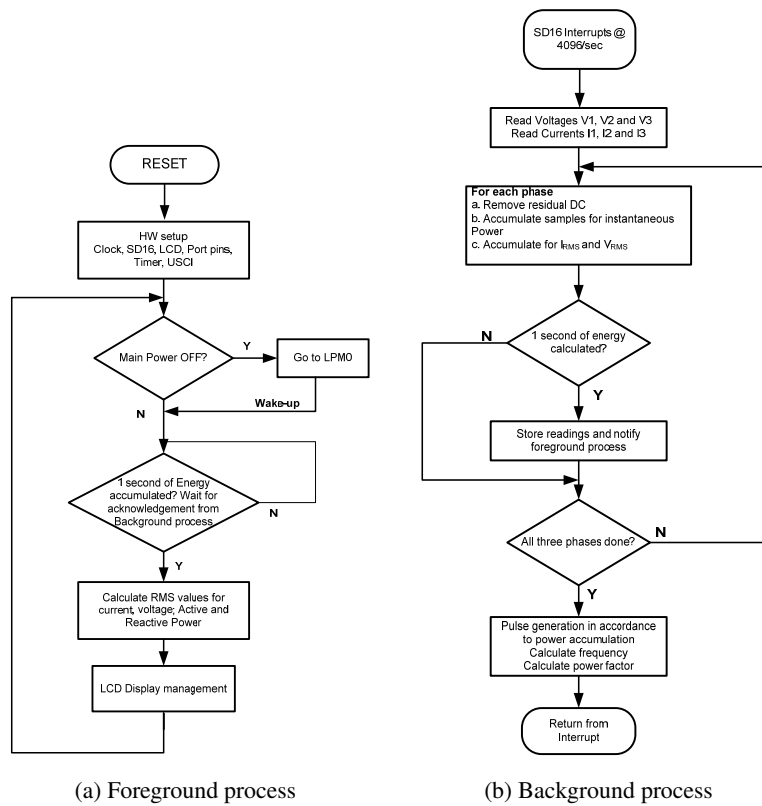 RESET
HW setup
Clock, SD16, LCD, Port pins,
Timer, USCI
Main Power OFF?
Y
Go to LPM0
Wake-up
N
1 second of Energy
accumulated? Wait for
acknowledgement from
Background process
N
Y
Calculate RMS values for
current, voltage; Active and
Reactive Power
LCD Display management
(a) Foreground process
SD16 Interrupts @
4096/sec
Read Voltages V1, V2 and V3
Read Currents I1, I2 and I3
For each phase
a. Remove residual DC
b. Accumulate samples for instantaneous
Power
c. Accumulate for IRMS and VRMS
N
1 second of energy
calculated?
Y
Store readings and notify
foreground process
All three phases done?
N
Y
Pulse generation in accordance
to power accumulation
Calculate frequency
Calculate power factor
Return from
Interrupt
(b) Background process